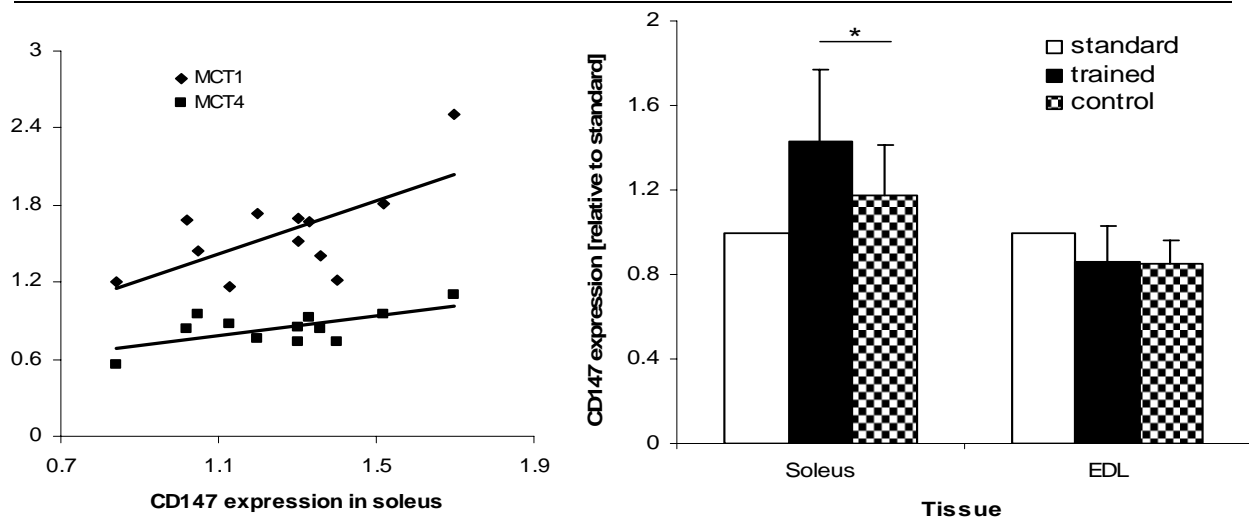 3
2.4
1.8
1.2
0.6
0
MCT1
MCT4
0.7
1.1
1.5
1.9
CD147 expression in soleus
CD147 expression [relative to standard]
2
1.6
1.2
0.8
0.4
0
*
standard
trained
control
Soleus
EDL
Tissue